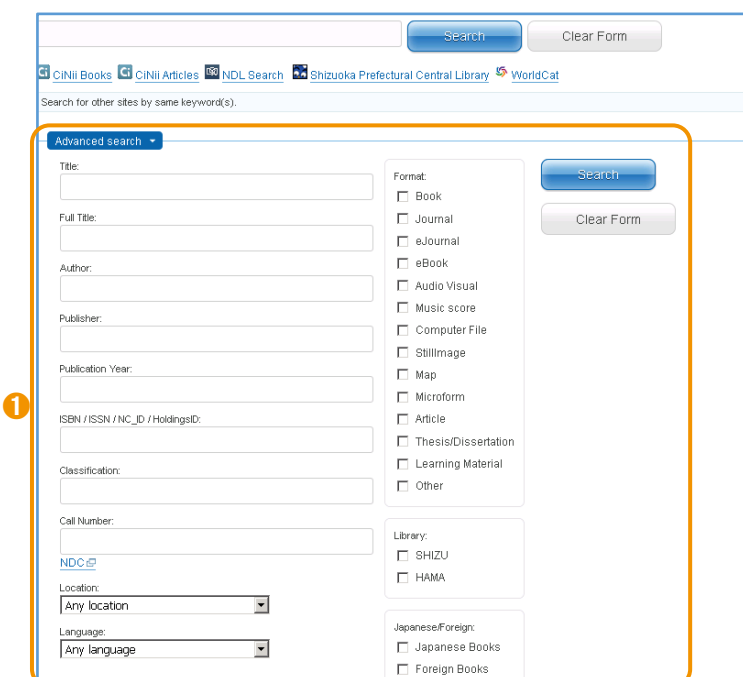 Search Clear Form
CiNii Books CiNii Articles NDL Search Shizuoka Prefectural Central Library WorldCat
Search for other sites by same keyword(s).
Advanced search
Title:
Full Title:
Author:
Publisher:
Publication Year:
ISBN / ISSN / NC_ID / HoldingsID:
Classification:
Call Number:
NDC
Location:
Any location
Language:
Any language
Format:
Book
Journal
eJournal
eBook
Audio Visual
Music score
Computer File
StillImage
Map
Microform
Article
Thesis/Dissertation
Learning Material
Other
Library:
SHIZU
HAMA
Japanese/Foreign:
Japanese Books
Foreign Books
Search
Clear Form
1